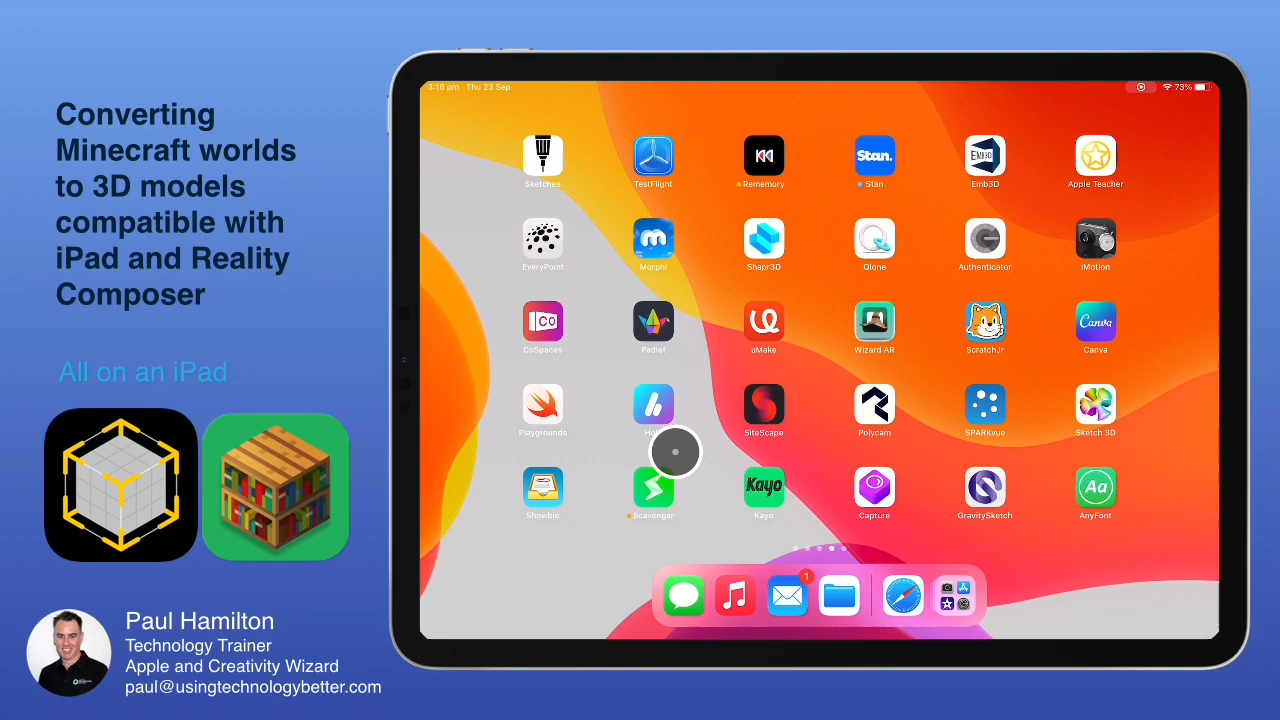 Converting
Minecraft worlds
to 3D models
compatible with
iPad and Reality
Composer
All on an iPad
Paul Hamilton
Technology Trainer
Apple and Creativity Wizard
paul@usingtechnologybetter.com
3:16 pm Thu 23 Sep
73%
Stan.
EMB3D
Sketches
TestFlight
Rememory
Stan
Emb3D
Apple Teacher
EveryPoint
Morphi
Shapr3D
Qlone
Authenticator
iMotion
CO
Canva
CoSpaces
Padlet
uMake
Wizard AR
ScratchJr
Canva
Playgrounds
SiteScape
Polycam
SPARKvue
Sketch 3D
Kayo
Aa
Showbie
Scavengar
Kayo
Capture
GravitySketch
AnyFont
1